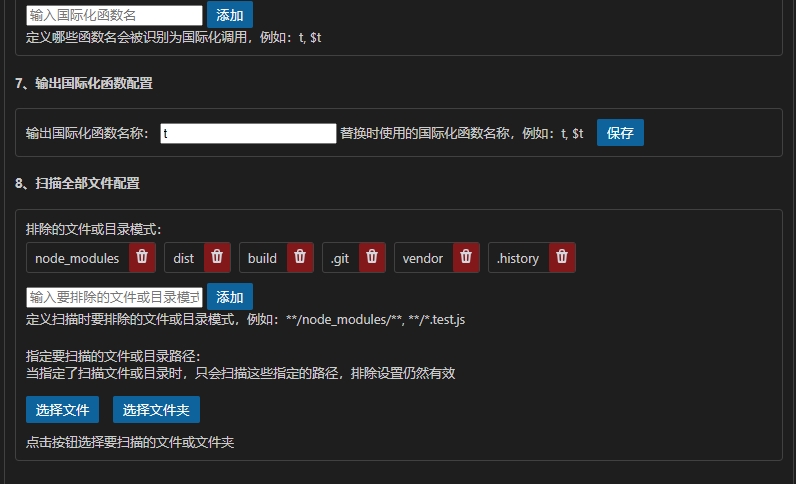 输入国际化函数名 添加
定义哪些函数名会被识别为国际化调用，例如：t, $t
7、输出国际化函数配置
输出国际化函数名称： t 替换时使用的国际化函数名称，例如：t, $t 保存
8、扫描全部文件配置
排除的文件或目录模式：
node_modules dist build .git vendor .history
输入要排除的文件或目录模式 添加
定义扫描时要排除的文件或目录模式，例如：**/node_modules/**, **/*.test.js
指定要扫描的文件或目录路径：
当指定了扫描文件或目录时，只会扫描这些指定的路径，排除设置仍然有效
选择文件 选择文件夹
点击按钮选择要扫描的文件或文件夹